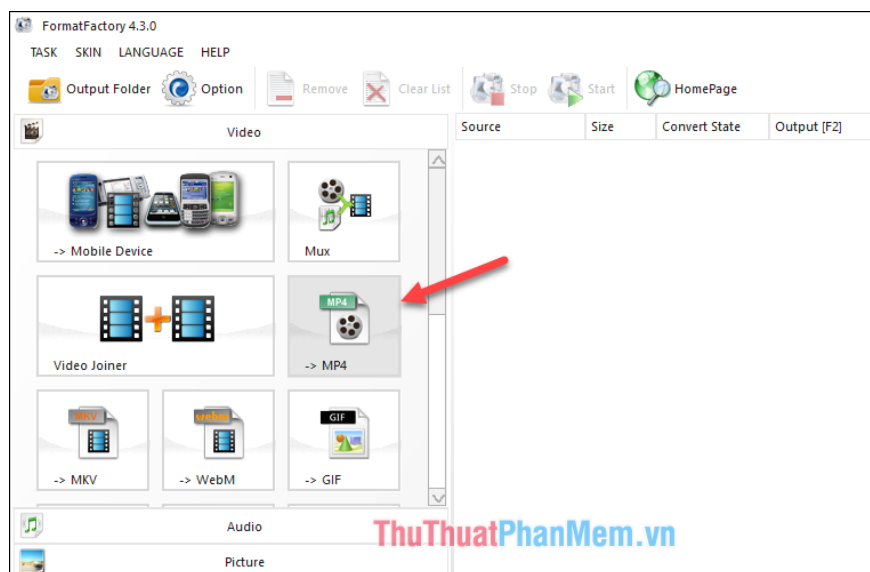 FormatFactory 4.3.0
TASK SKIN LANGUAGE HELP
Output Folder Option Remove Clear List Stop Start HomePage
Video
Source Size Convert State Output [F2]
-> Mobile Device
Mux
MP4
Video Joiner
-> MP4
MKV
webm
GIF
-> MKV
-> WebM
-> GIF
Audio
ThuThuatPhanMem.vn
Picture